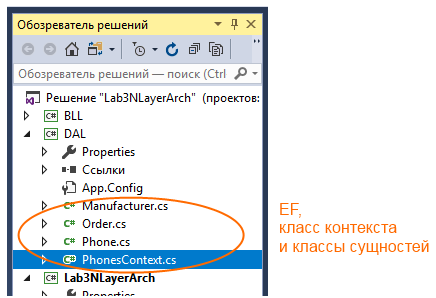 Обозреватель решений
Обозреватель решений — поиск (Ctrl
Решение "Lab3NLayerArch" (проектов:
C# BLL
C# DAL
Properties
Ссылки
App.Config
C# Manufacturer.cs
C# Order.cs
C# Phone.cs
C# PhonesContext.cs
C# Lab3NLayerArch
Properties
EF,
класс контекста
и классы сущностей